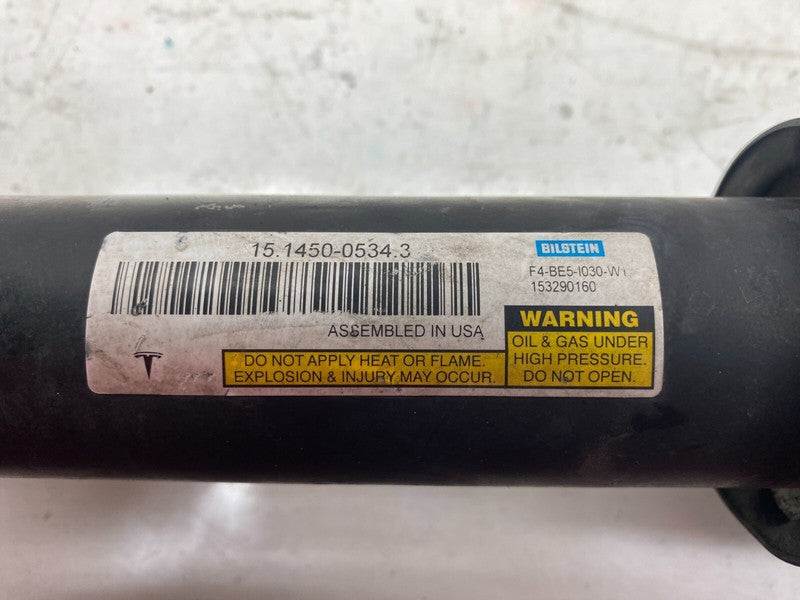 15.1450-0534.3
BILSTEIN
F4-BE5-I030-W1
153290160
ASSEMBLED IN USA
DO NOT APPLY HEAT OR FLAME.
EXPLOSION & INJURY MAY OCCUR.
WARNING
OIL & GAS UNDER
HIGH PRESSURE.
DO NOT OPEN.